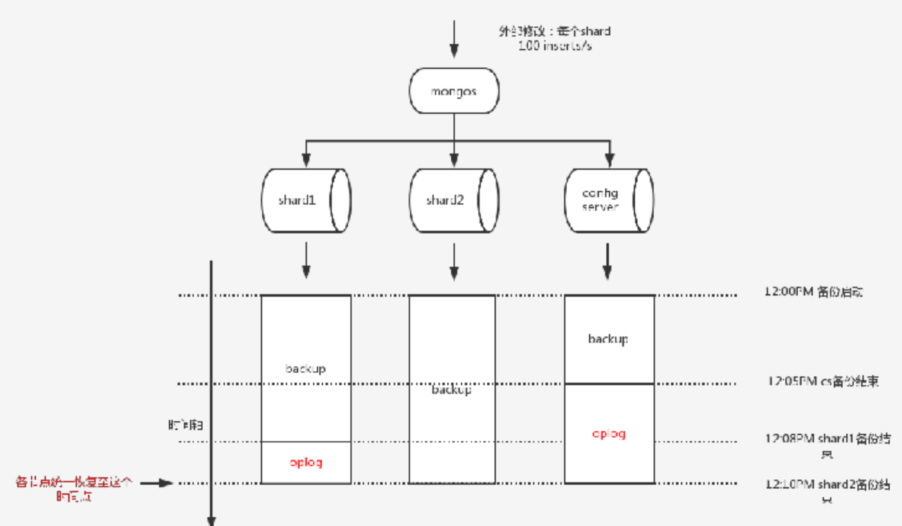 外部修改：每个shard
100 inserts/s
mongos
shard1
shard2
config
server
12:00PM 备份启动
backup
backup
backup
12:05PM cs备份结束
oplog
时间轴
12:08PM shard1备份结
束
oplog
各节点统一恢复至这个
时间点
12:10PM shard2备份结
束